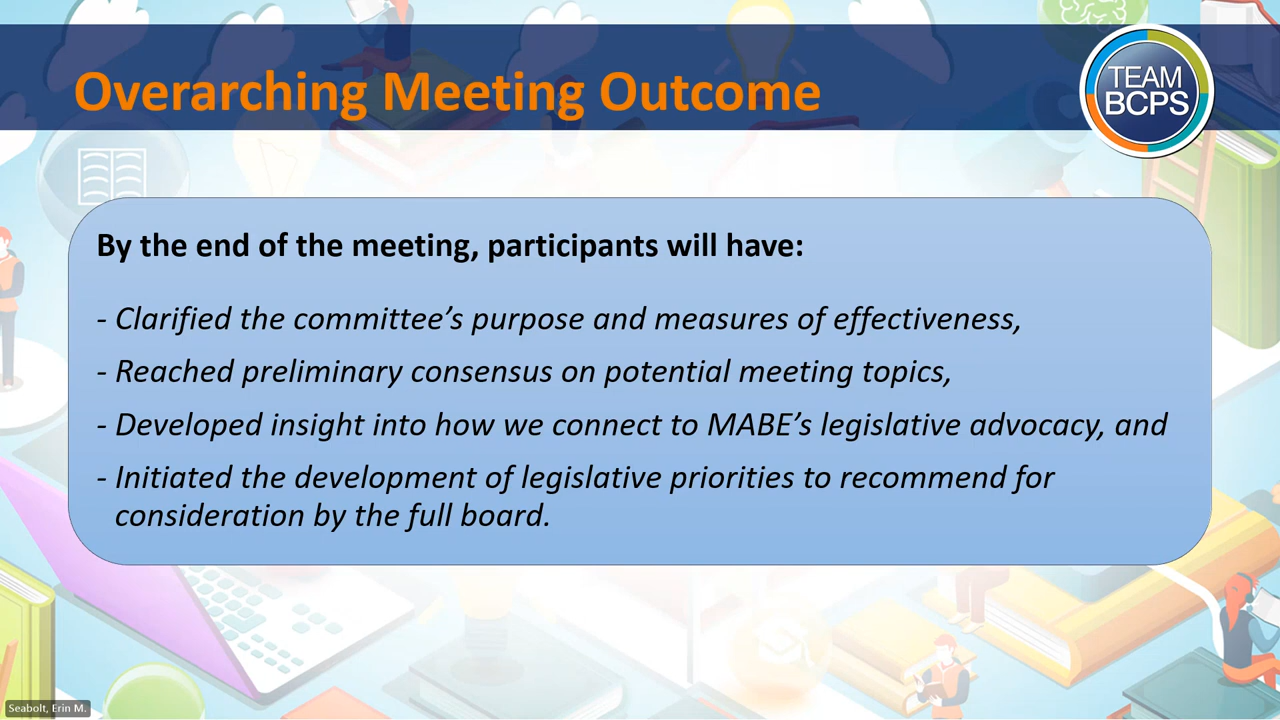 Overarching Meeting Outcome
TEAM
BCPS
By the end of the meeting, participants will have:
- Clarified the committee’s purpose and measures of effectiveness,
- Reached preliminary consensus on potential meeting topics,
- Developed insight into how we connect to MABE’s legislative advocacy, and
- Initiated the development of legislative priorities to recommend for
consideration by the full board.
Seabolt, Erin M.